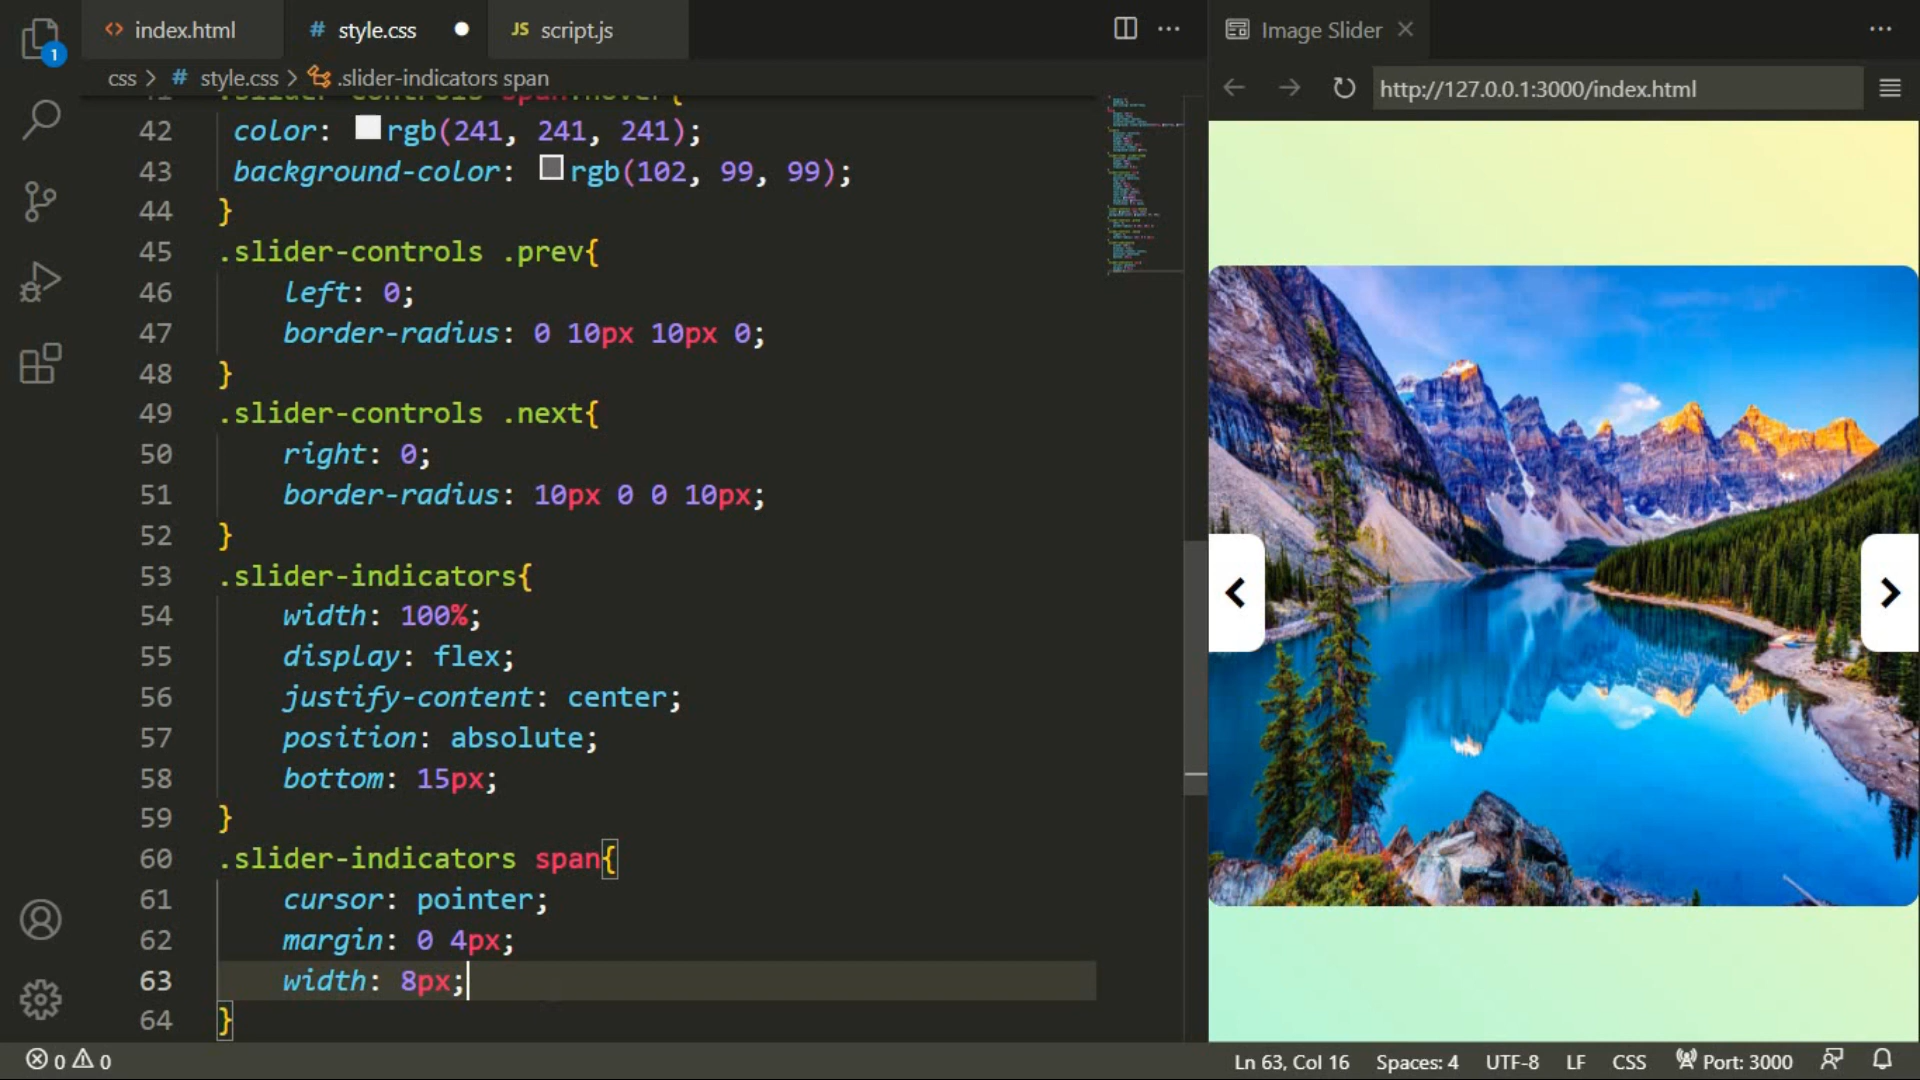 index.html
# style.css
JS script.js
Image Slider
css > # style.css > .slider-indicators span
http://127.0.0.1:3000/index.html
1
42 color: rgb(241, 241, 241);
43 background-color: rgb(102, 99, 99);
44 }
45 .slider-controls .prev{
46 left: 0;
47 border-radius: 0 10px 10px 0;
48 }
49 .slider-controls .next{
50 right: 0;
51 border-radius: 10px 0 0 10px;
52 }
53 .slider-indicators{
54 width: 100%;
55 display: flex;
56 justify-content: center;
57 position: absolute;
58 bottom: 15px;
59 }
60 .slider-indicators span{
61 cursor: pointer;
62 margin: 0 4px;
63 width: 8px;
64 }
0 0
Ln 63, Col 16 Spaces: 4 UTF-8 LF CSS Port: 3000